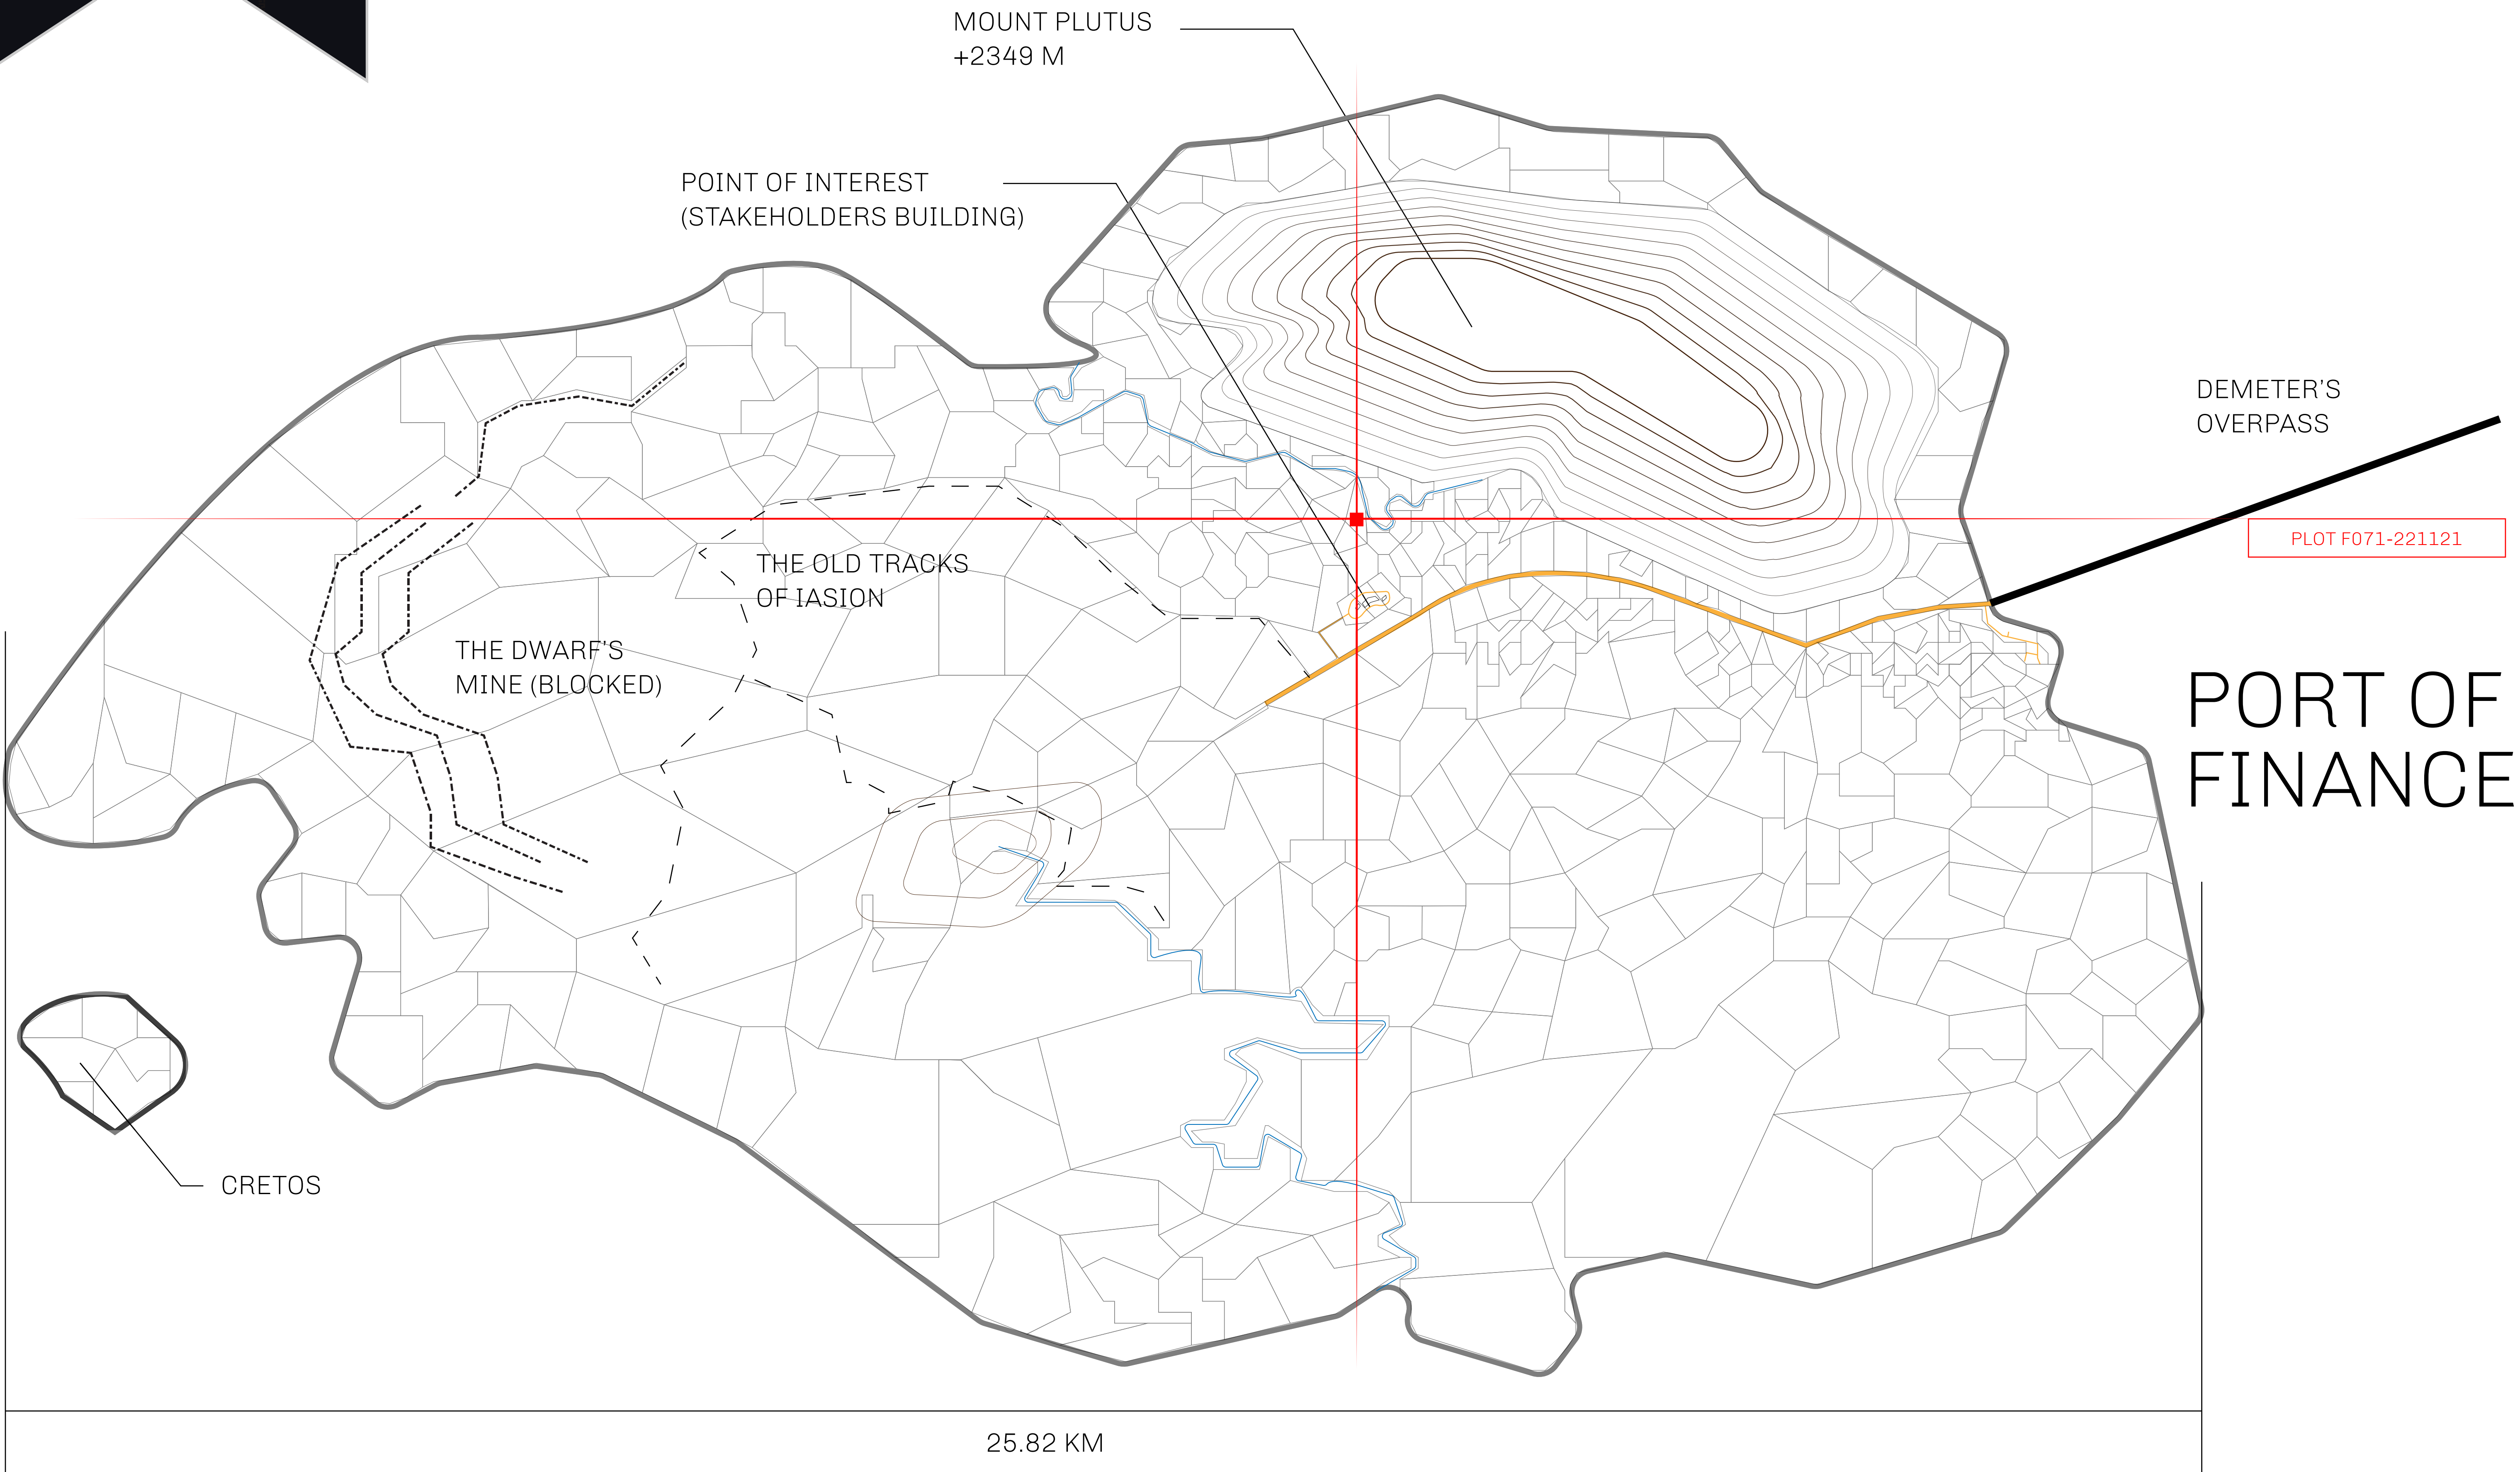 MOUNT PLUTUS
+2349 M
POINT OF INTEREST
(STAKEHOLDERS BUILDING)
DEMETER'S
OVERPASS
PLOT F071-221121
THE OLD TRACKS
OF IASION
THE DWARF'S
MINE (BLOCKED)
PORT OF
FINANCE
CRETOS
25.82 KM